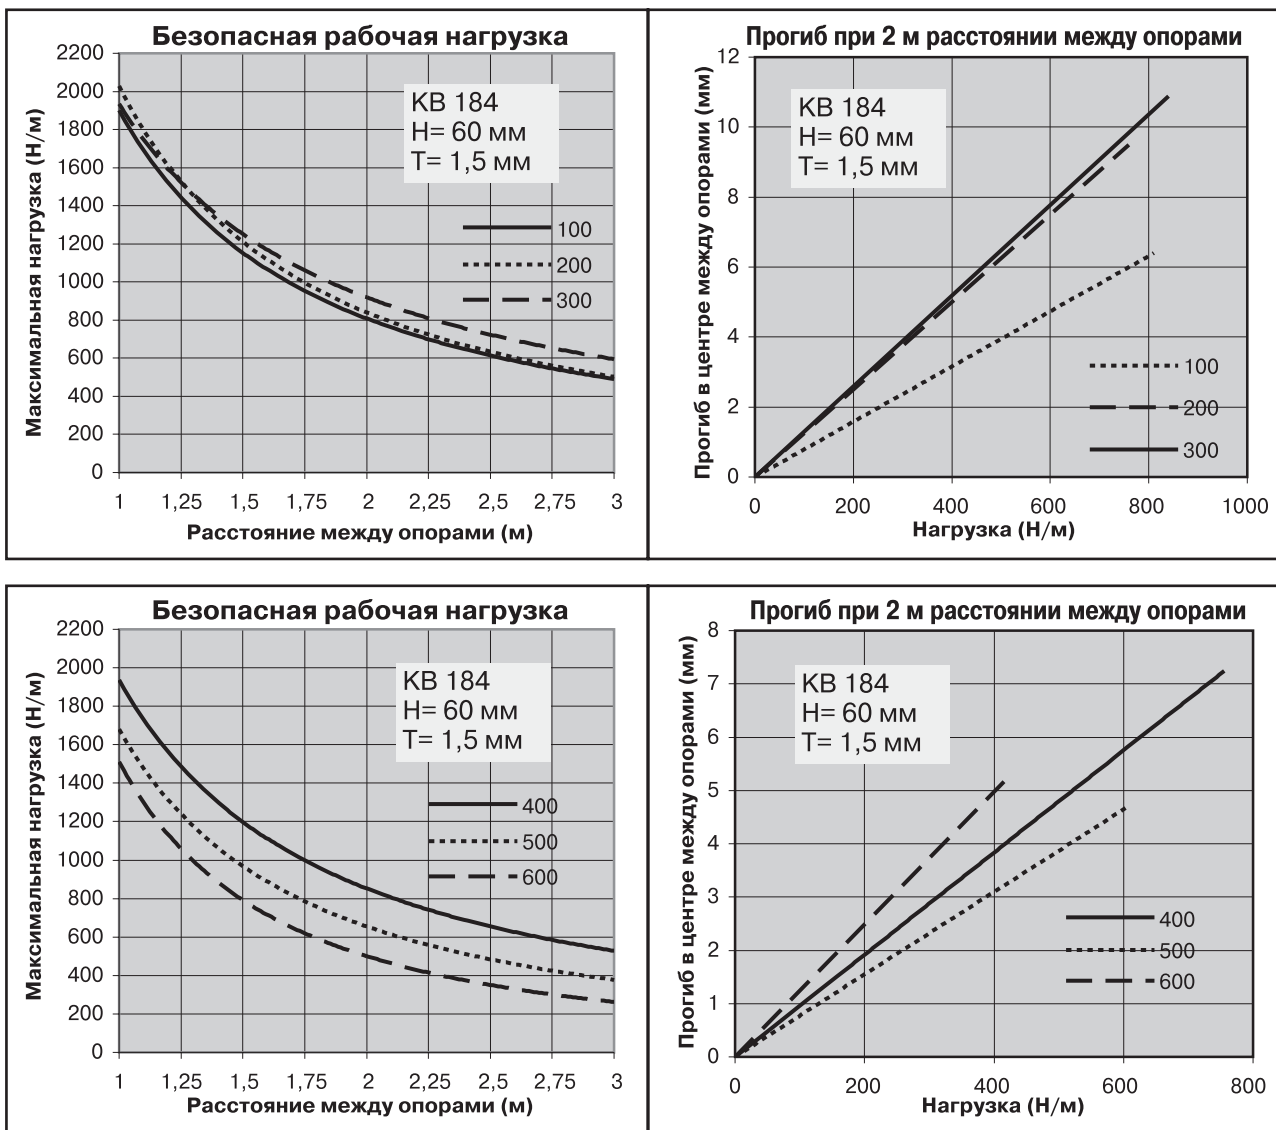 Безопасная рабочая нагрузка
Максимальная нагрузка (Н/м)
2200
2000
1800
1600
1400
1200
1000
800
600
400
200
0
КВ 184
Н= 60 мм
Т= 1,5 мм
100
200
300
1 1,25 1,5 1,75 2 2,25 2,5 2,75 3
Расстояние между опорами (м)
Прогиб при 2 м расстоянии между опорами
Прогиб в центре между опорами (мм)
12
10
8
6
4
2
0
КВ 184
Н= 60 мм
Т= 1,5 мм
100
200
300
0 200 400 600 800 1000
Нагрузка (Н/м)
Безопасная рабочая нагрузка
Максимальная нагрузка (Н/м)
2200
2000
1800
1600
1400
1200
1000
800
600
400
200
0
КВ 184
Н= 60 мм
Т= 1,5 мм
400
500
600
1 1,25 1,5 1,75 2 2,25 2,5 2,75 3
Расстояние между опорами (м)
Прогиб при 2 м расстоянии между опорами
Прогиб в центре между опорами (мм)
8
7
6
5
4
3
2
1
0
КВ 184
Н= 60 мм
Т= 1,5 мм
400
500
600
0 200 400 600 800
Нагрузка (Н/м)